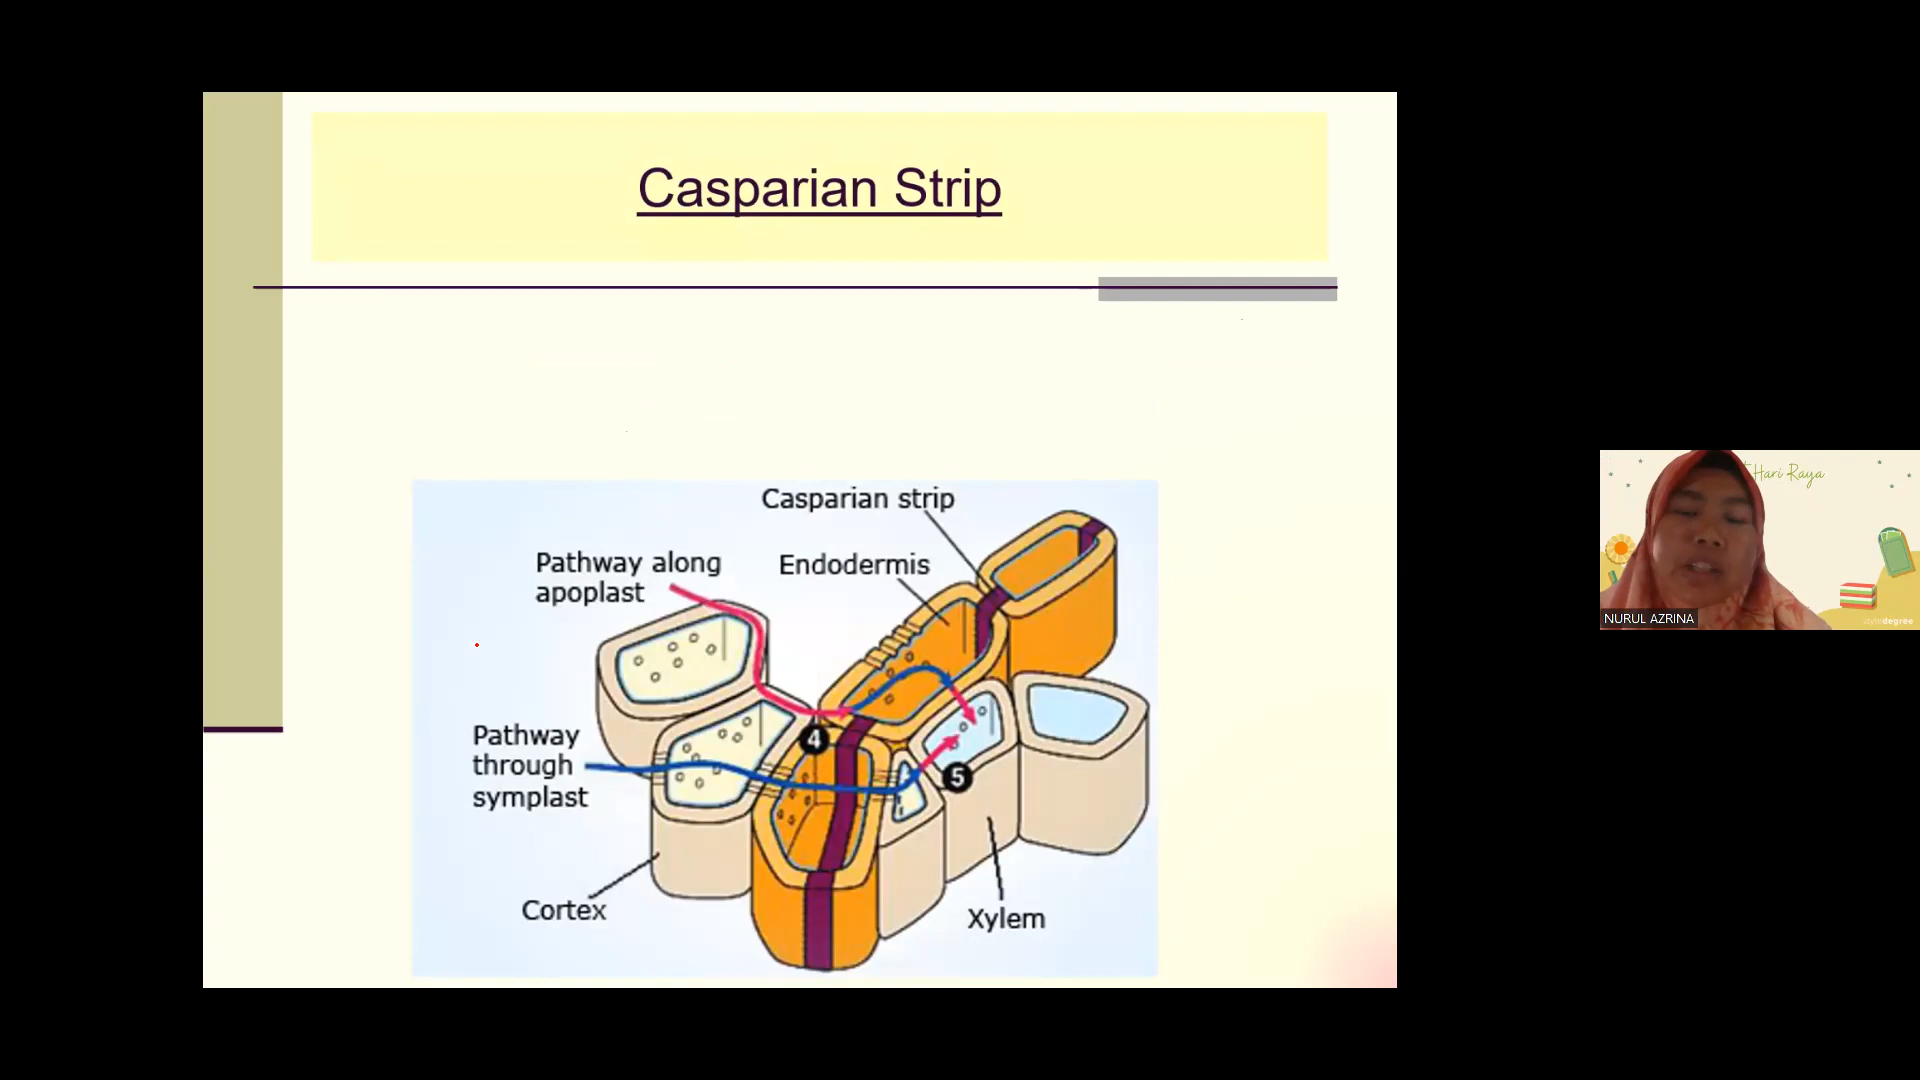 Casparian Strip
Casparian strip
Pathway along
apoplast
Endodermis
Pathway
through
symplast
4
5
Cortex
Xylem
Hari Raya
NURUL AZRINA
styledegree